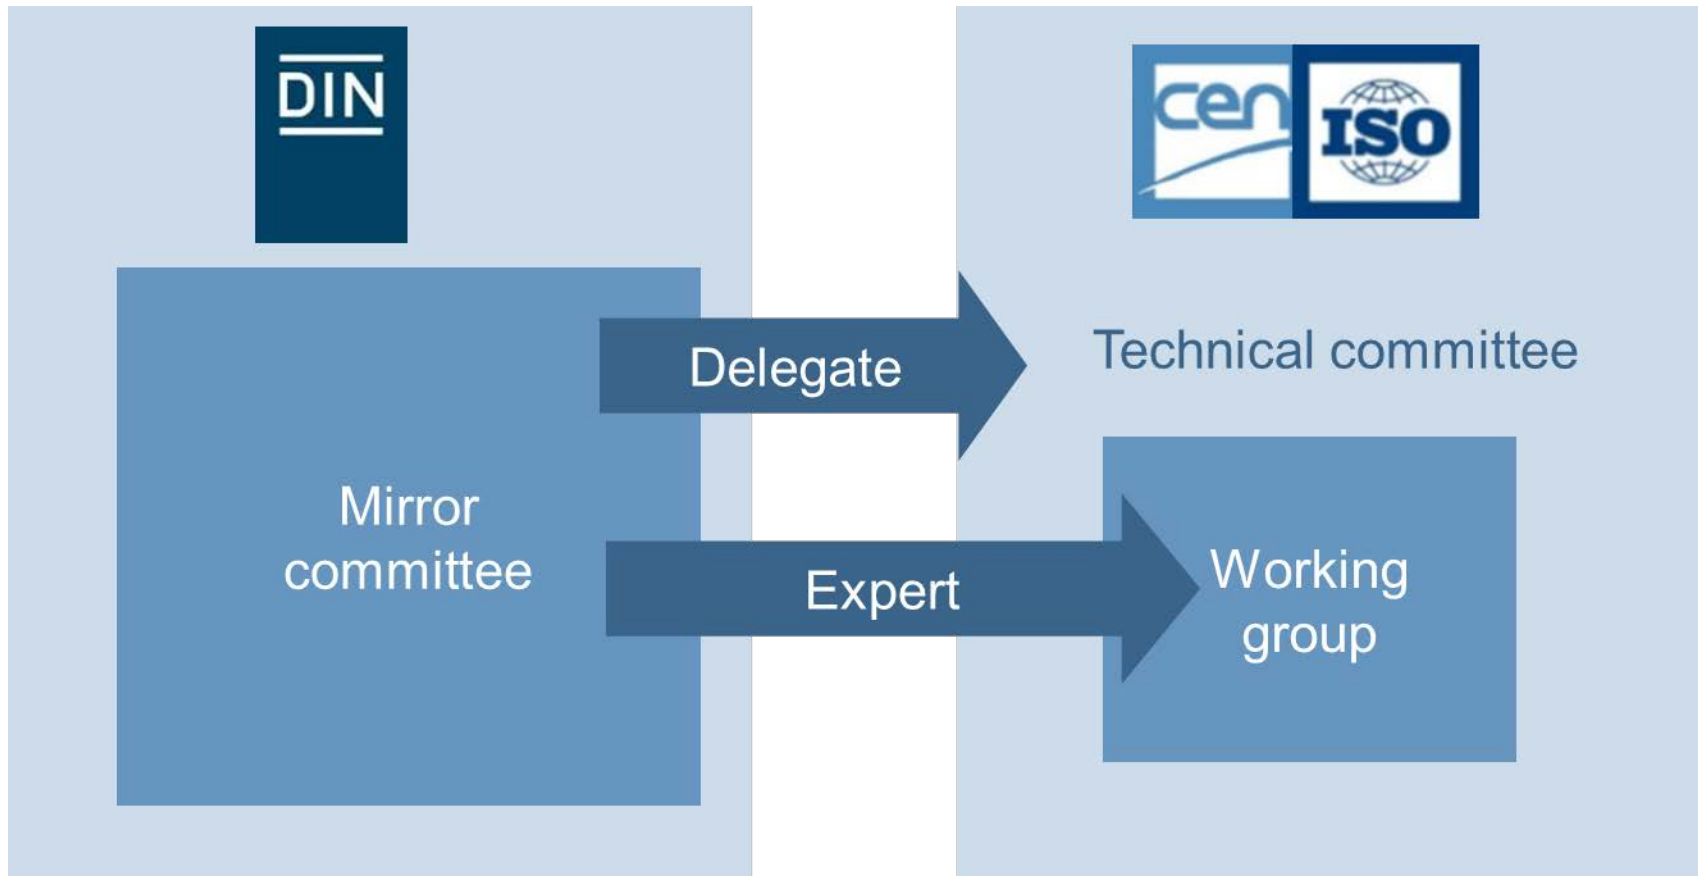 DIN
cen
ISO
Delegate
Technical committee
Mirror
committee
Expert
Working
group